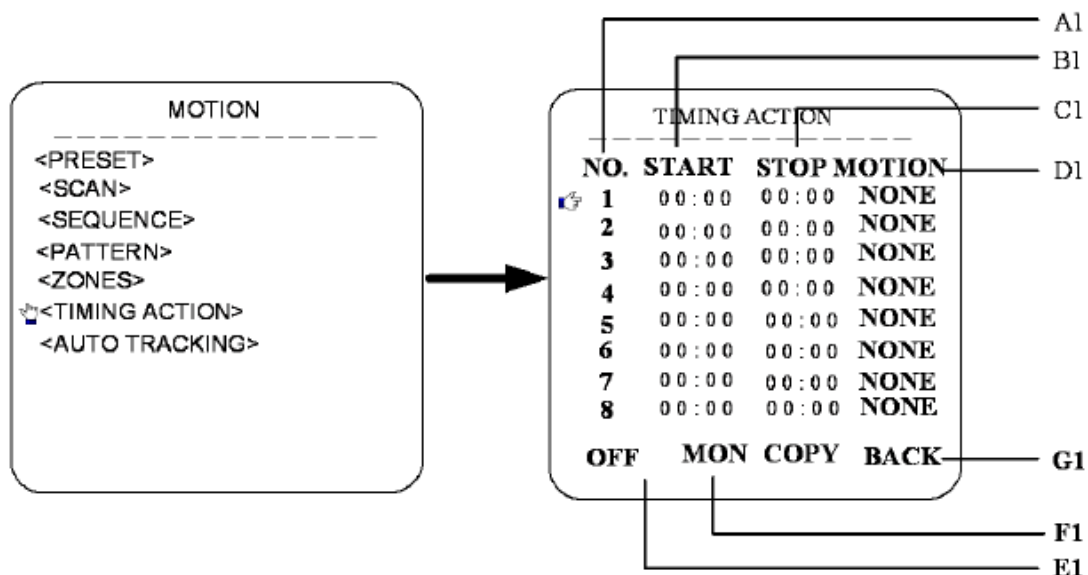 A1
B1
C1
D1
MOTION
<PRESET>
<SCAN>
<SEQUENCE>
<PATTERN>
<ZONES>
<TIMING ACTION>
<AUTO TRACKING>
TIMING ACTION
NO. START STOP MOTION
1 00:00 00:00 NONE
2 00:00 00:00 NONE
3 00:00 00:00 NONE
4 00:00 00:00 NONE
5 00:00 00:00 NONE
6 00:00 00:00 NONE
7 00:00 00:00 NONE
8 00:00 00:00 NONE
OFF MON COPY BACK
G1
F1
E1